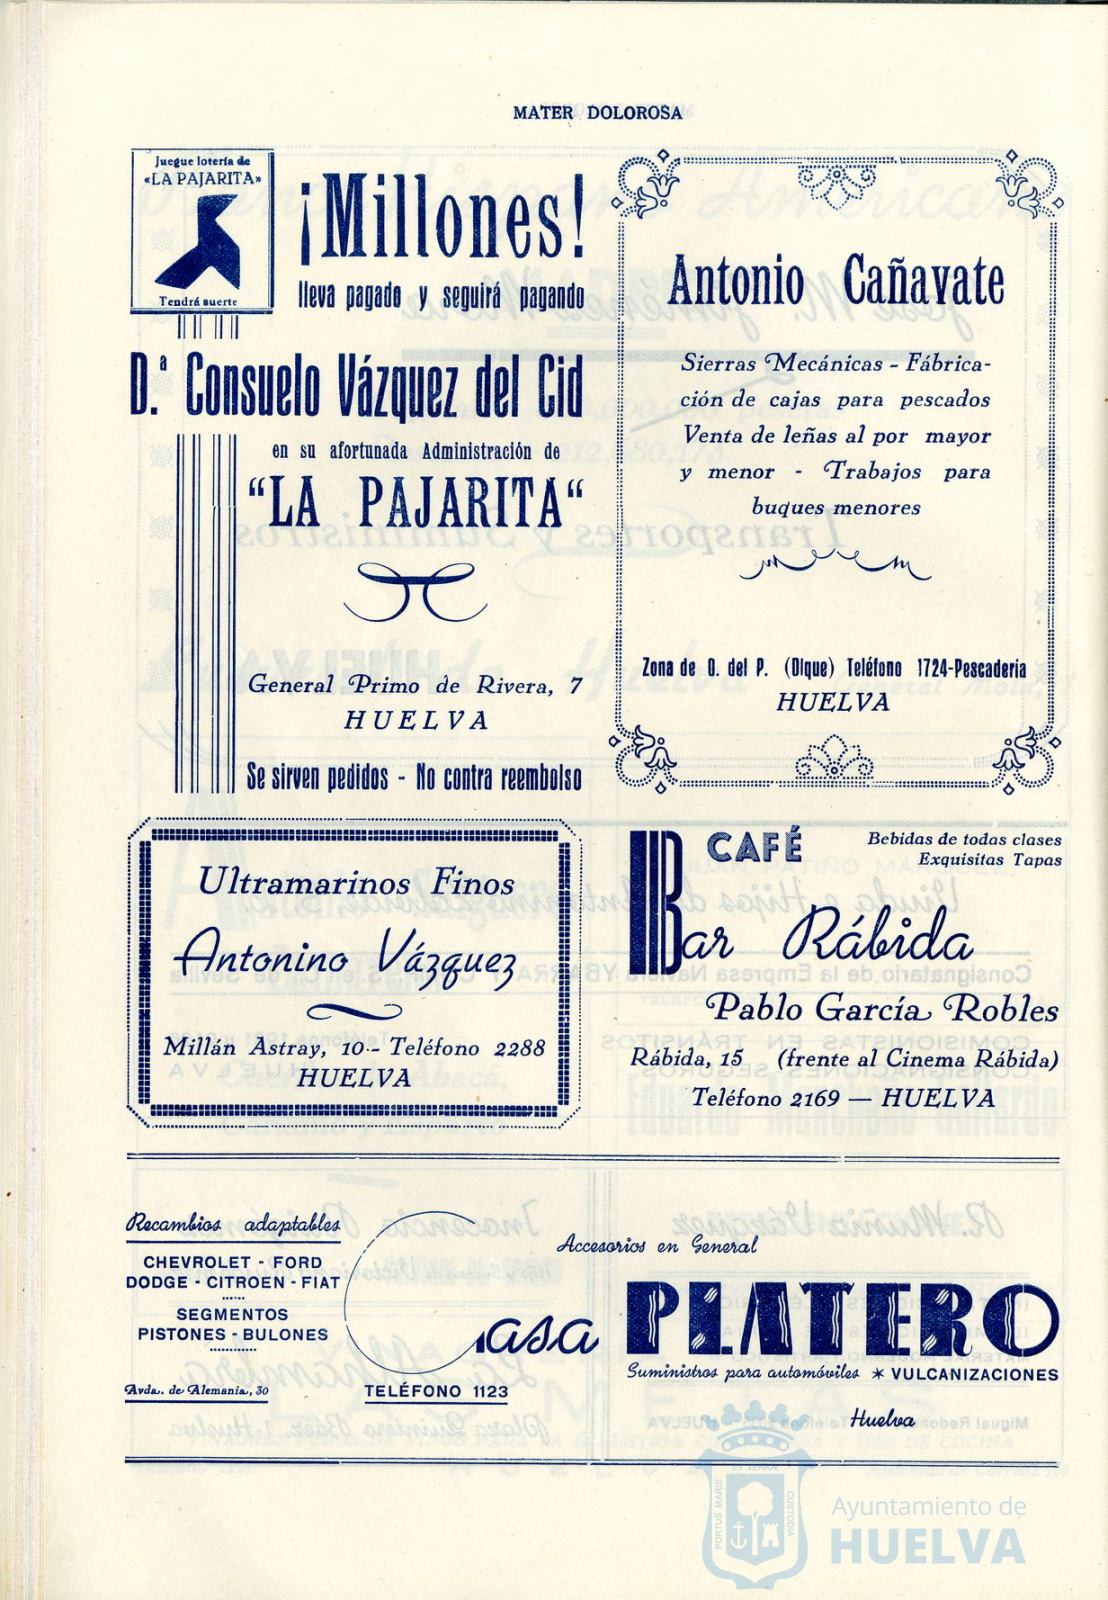 MATER DOLOROSA
Juegue lotería de
«LA PAJARITA»
Tendrá suerte
¡Millones!
lleva pagado y seguirá pagando
D.ª Consuelo Vázquez del Cid
en su afortunada Administración de
“LA PAJARITA“
General Primo de Rivera, 7
HUELVA
Se sirven pedidos - No contra reembolso
Antonio Cañavate
Sierras Mecánicas - Fábrica-
ción de cajas para pescados
Venta de leñas al por mayor
y menor - Trabajos para
buques menores
Zona de O. del P. (Dique) Teléfono 1724-Pescadería
HUELVA
Ultramarinos Finos
Antonino Vázquez
Millán Astray, 10 - Teléfono 2288
HUELVA
CAFÉ
Bebidas de todas clases
Exquisitas Tapas
Bar Rábida
Pablo García Robles
Rábida, 15 (frente al Cinema Rábida)
Teléfono 2169 — HUELVA
Recambios adaptables
CHEVROLET - FORD
DODGE - CITROEN - FIAT
SEGMENTOS
PISTONES - BULONES
Avda. de Alemania, 30
Accesorios en General
Casa PLATERO
TELÉFONO 1123
Suministros para automóviles * VULCANIZACIONES
Huelva
PORTUS MARIS
CUSTODIA
Ayuntamiento de
HUELVA